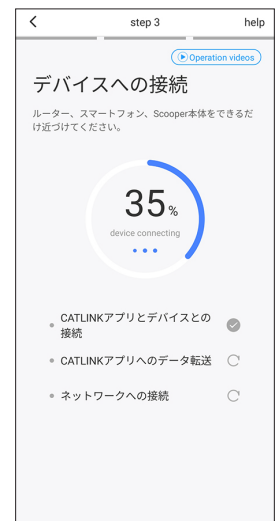 step 3
help
Operation videos
デバイスへの接続
ルーター、スマートフォン、Scooper本体をできるだ
け近づけてください。
35%
device connecting
CATLINKアプリとデバイスとの
接続
CATLINKアプリへのデータ転送
ネットワークへの接続